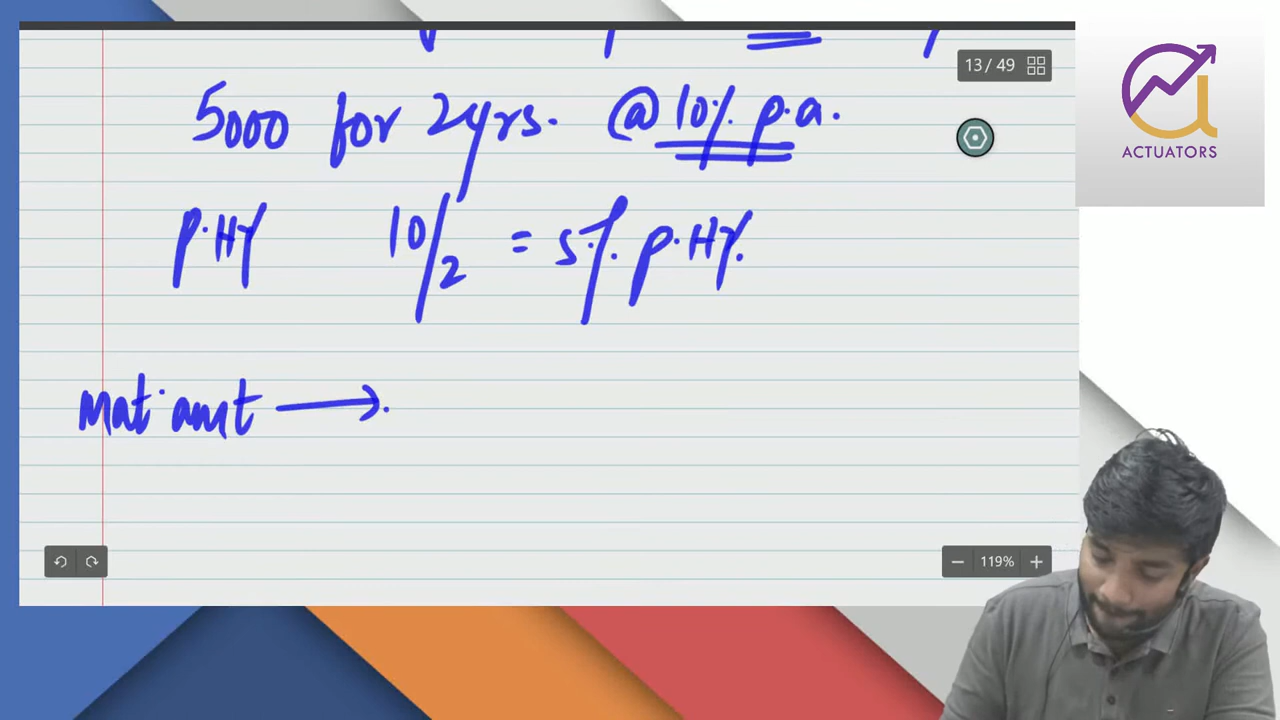 13 / 49
5000 for 2yrs. @ 10% p.a.
P.HY 10/2 = 5% p.HY.
Mat. amt →
119%
ACTUATORS